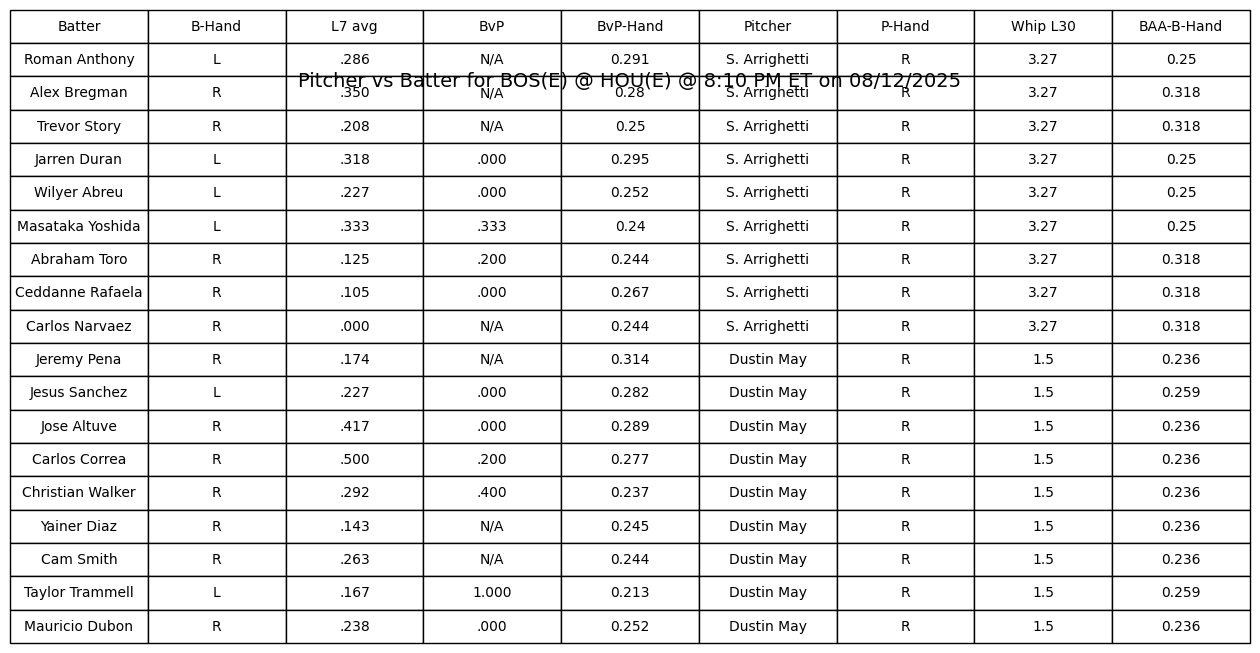 Batter B-Hand L7 avg BvP BvP-Hand Pitcher P-Hand Whip L30 BAA-B-Hand
Roman Anthony L .286 N/A 0.291 S. Arrighetti R 3.27 0.25
Pitcher vs Batter for BOS(E) @ HOU(E) @ 8:10 PM ET on 08/12/2025
Alex Bregman R .350 N/A 0.28 S. Arrighetti R 3.27 0.318
Trevor Story R .208 N/A 0.25 S. Arrighetti R 3.27 0.318
Jarren Duran L .318 .000 0.295 S. Arrighetti R 3.27 0.25
Wilyer Abreu L .227 .000 0.252 S. Arrighetti R 3.27 0.25
Masataka Yoshida L .333 .333 0.24 S. Arrighetti R 3.27 0.25
Abraham Toro R .125 .200 0.244 S. Arrighetti R 3.27 0.318
Ceddanne Rafaela R .105 .000 0.267 S. Arrighetti R 3.27 0.318
Carlos Narvaez R .000 N/A 0.244 S. Arrighetti R 3.27 0.318
Jeremy Pena R .174 N/A 0.314 Dustin May R 1.5 0.236
Jesus Sanchez L .227 .000 0.282 Dustin May R 1.5 0.259
Jose Altuve R .417 .000 0.289 Dustin May R 1.5 0.236
Carlos Correa R .500 .200 0.277 Dustin May R 1.5 0.236
Christian Walker R .292 .400 0.237 Dustin May R 1.5 0.236
Yainer Diaz R .143 N/A 0.245 Dustin May R 1.5 0.236
Cam Smith R .263 N/A 0.244 Dustin May R 1.5 0.236
Taylor Trammell L .167 1.000 0.213 Dustin May R 1.5 0.259
Mauricio Dubon R .238 .000 0.252 Dustin May R 1.5 0.236